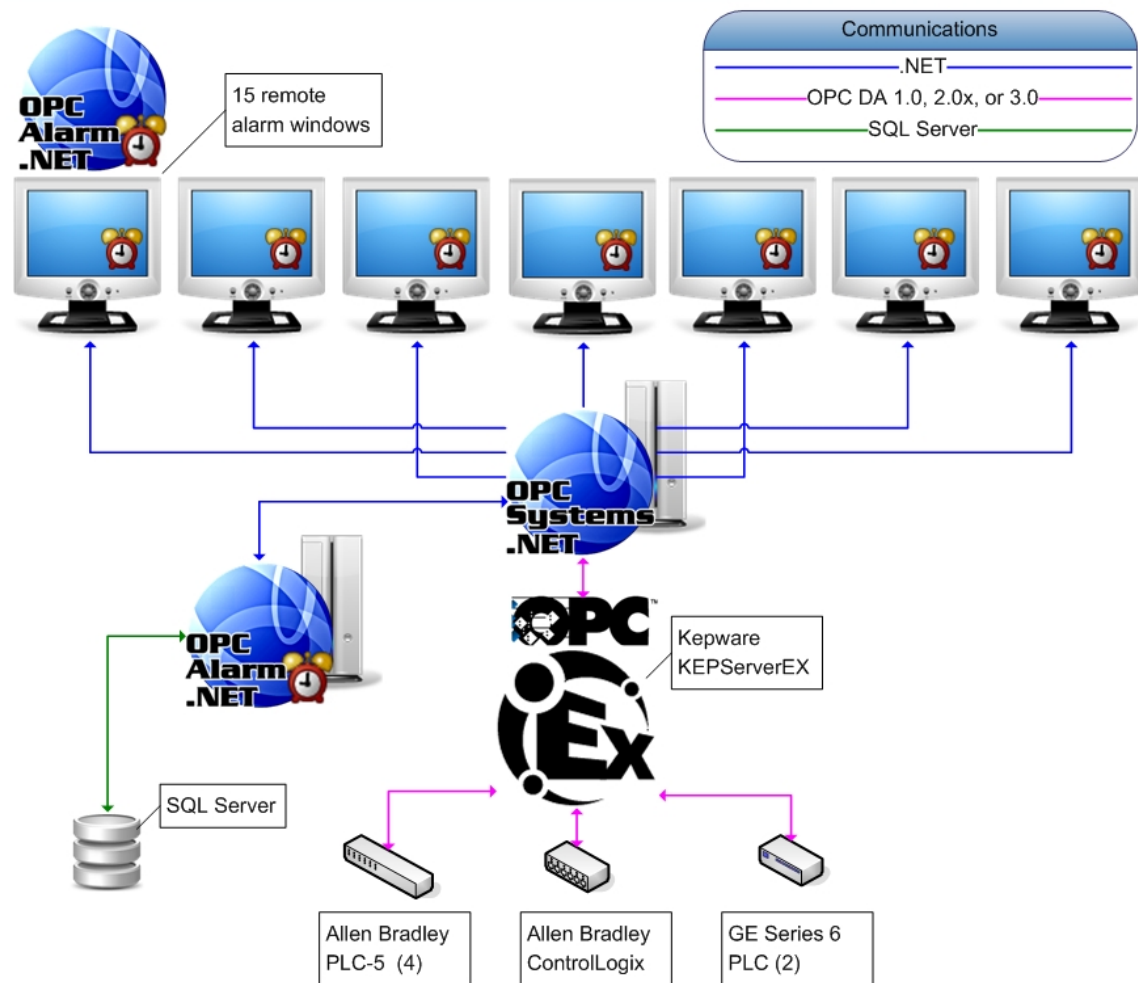 Communications
.NET
OPC DA 1.0, 2.0x, or 3.0
SQL Server
OPC
Alarm
.NET
15 remote
alarm windows
OPC
Systems
.NET
OPC
Alarm
.NET
OPC™
Kepware
KEPServerEX
Ex
SQL Server
Allen Bradley
PLC-5 (4)
Allen Bradley
ControlLogix
GE Series 6
PLC (2)